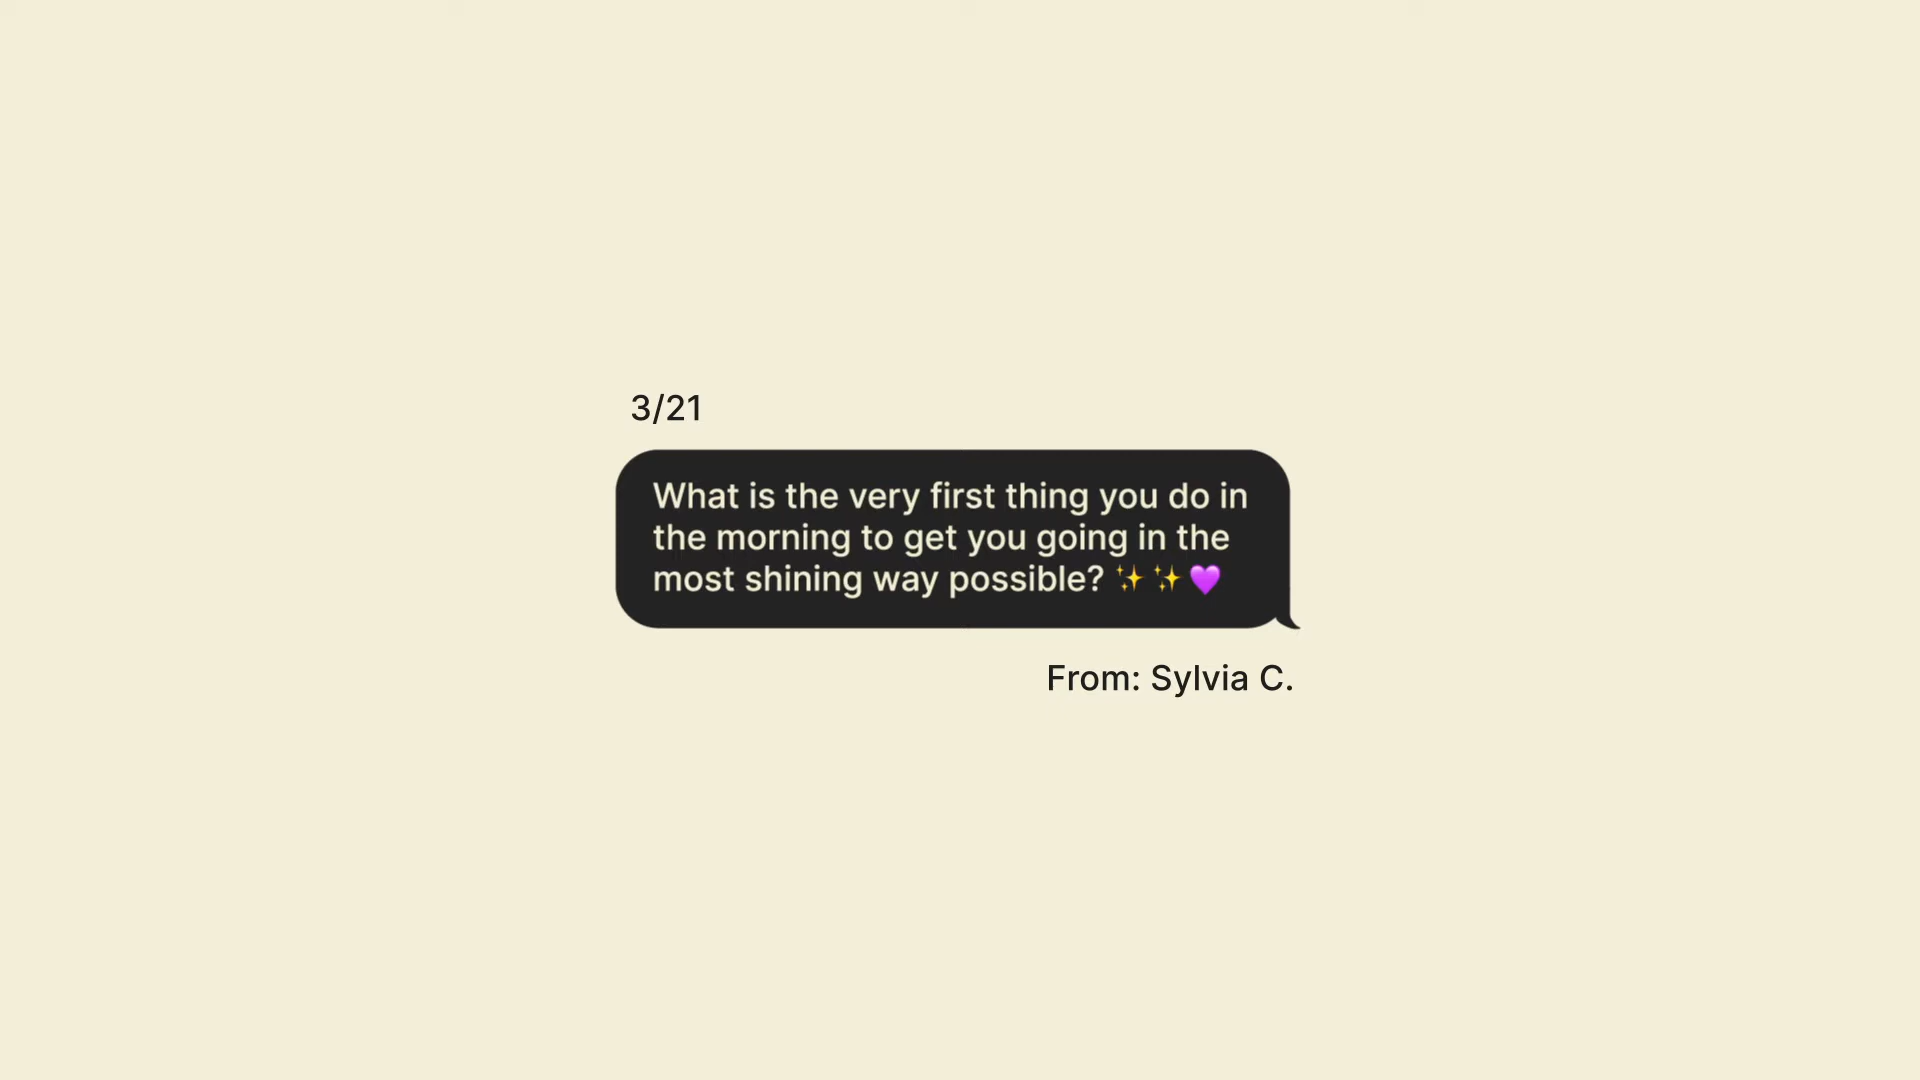 3/21
What is the very first thing you do in
the morning to get you going in the
most shining way possible? ✨✨💜
From: Sylvia C.